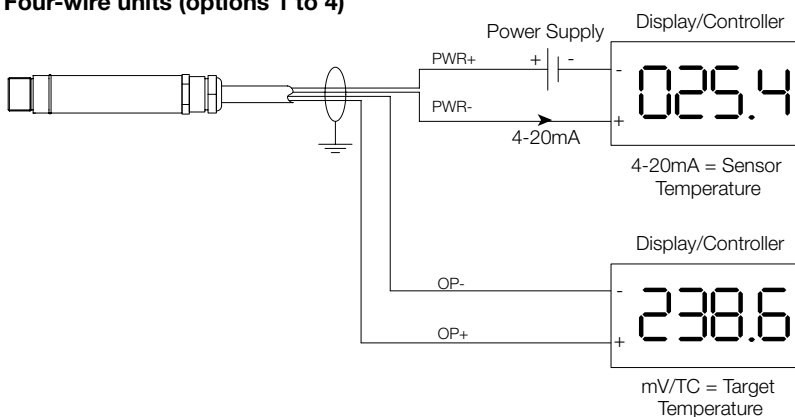 Four-wire units (options 1 to 4)
Power Supply
Display/Controller
PWR+
+
-
-
025.4
PWR-
+
4-20mA
4-20mA = Sensor
Temperature
Display/Controller
OP-
-
238.6
OP+
+
mV/TC = Target
Temperature